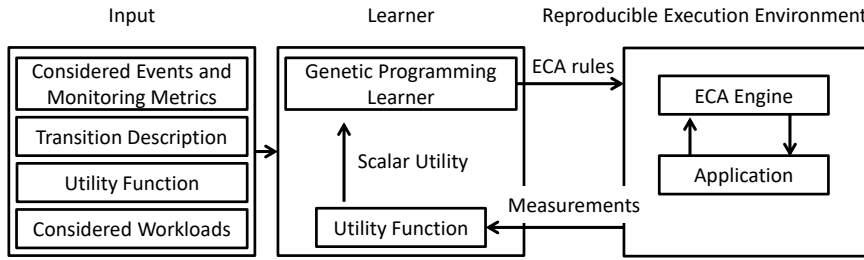 Input
Learner
Reproducible Execution Environment
Considered Events and
Monitoring Metrics
Transition Description
Utility Function
Considered Workloads
Genetic Programming
Learner
Scalar Utility
Utility Function
ECA rules
Measurements
ECA Engine
Application